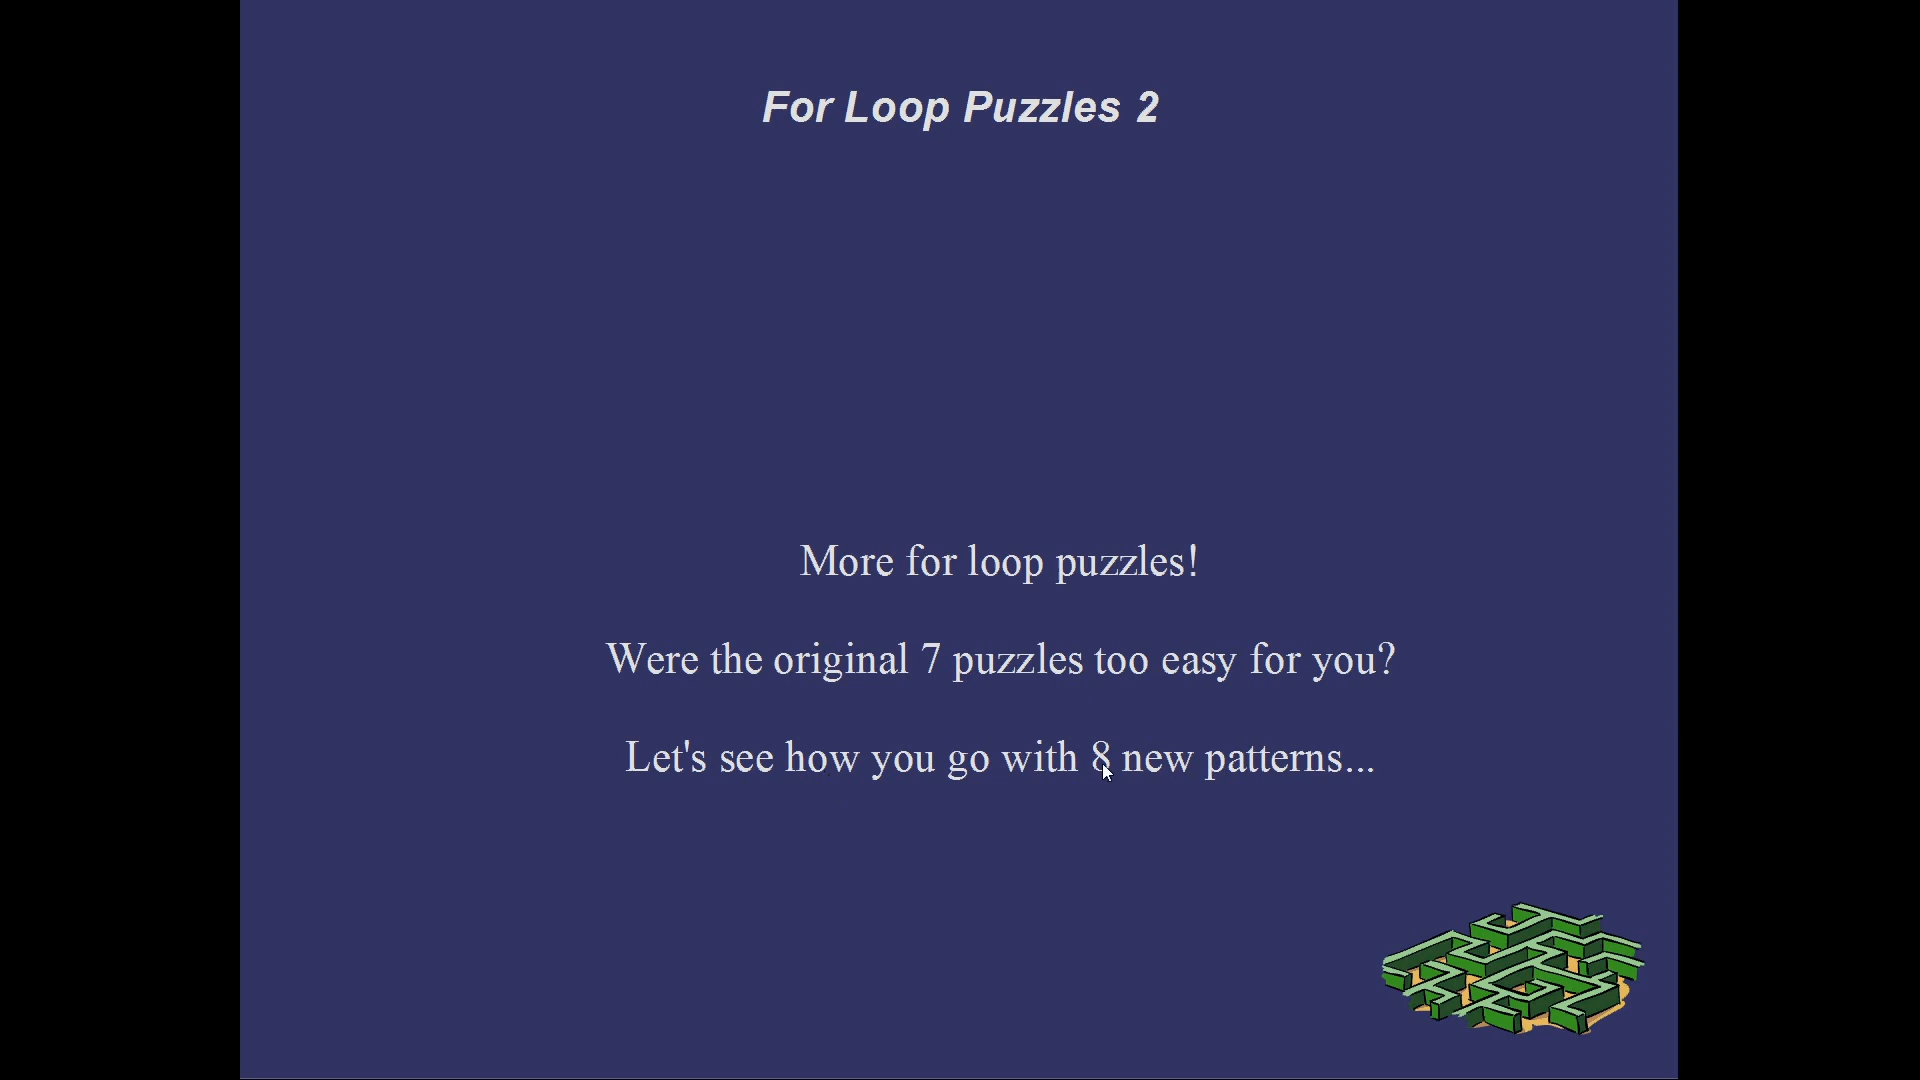 For Loop Puzzles 2
More for loop puzzles!
Were the original 7 puzzles too easy for you?
Let's see how you go with 8 new patterns...